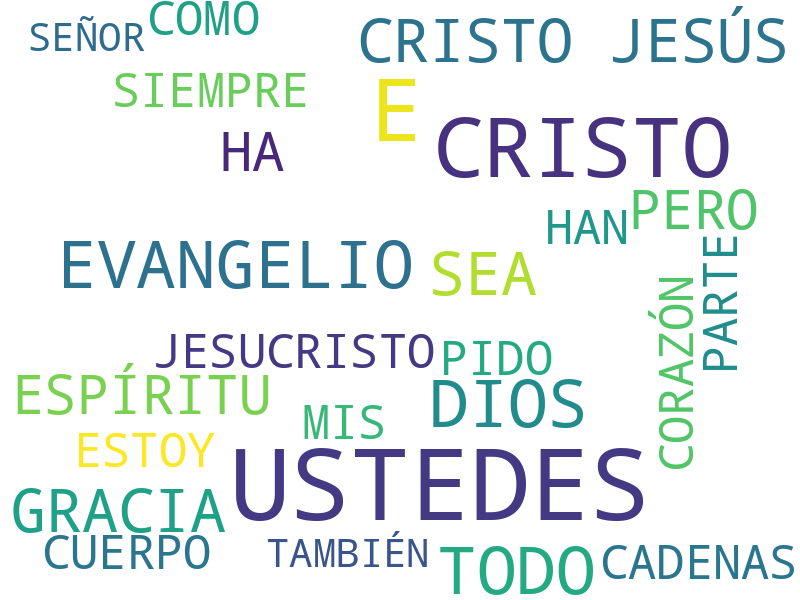 COMO
SEÑOR
CRISTO JESÚS
SIEMPRE
E
HA
CRISTO
HAN
PERO
EVANGELIO
SEA
PARTE
CORAZÓN
JESUCRISTO
PIDO
ESPÍRITU
MIS
DIOS
ESTOY
USTEDES
GRACIA
CUERPO
TAMBIÉN
TODO
CADENAS